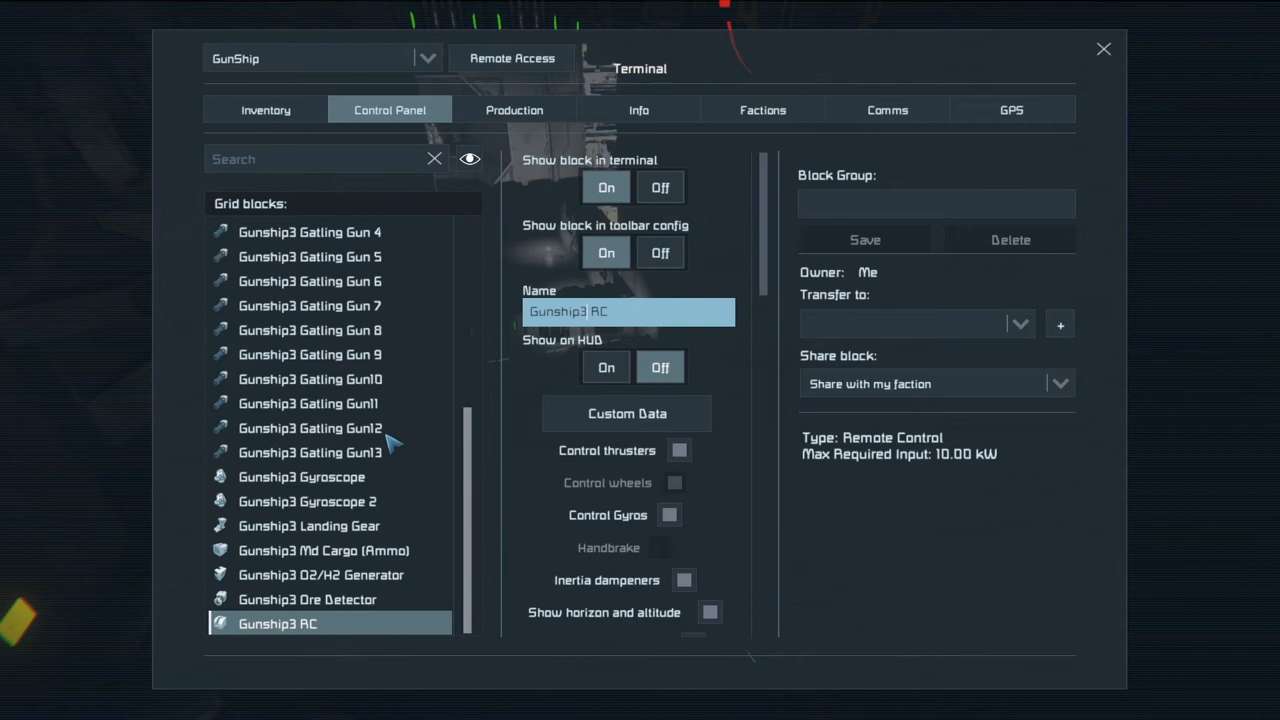 GunShip
Remote Access
Terminal
Inventory
Control Panel
Production
Info
Factions
Comms
GPS
Search
Grid blocks:
Gunship3 Gatling Gun 4
Gunship3 Gatling Gun 5
Gunship3 Gatling Gun 6
Gunship3 Gatling Gun 7
Gunship3 Gatling Gun 8
Gunship3 Gatling Gun 9
Gunship3 Gatling Gun10
Gunship3 Gatling Gun11
Gunship3 Gatling Gun12
Gunship3 Gatling Gun13
Gunship3 Gyroscope
Gunship3 Gyroscope 2
Gunship3 Landing Gear
Gunship3 Md Cargo (Ammo)
Gunship3 O2/H2 Generator
Gunship3 Ore Detector
Gunship3 RC
Show block in terminal
On Off
Show block in toolbar config
On Off
Name
Gunship3 RC
Show on HUD
On Off
Custom Data
Control thrusters
Control wheels
Control Gyros
Handbrake
Inertia dampeners
Show horizon and altitude
Block Group:
Save Delete
Owner: Me
Transfer to:
+
Share block:
Share with my faction
Type: Remote Control
Max Required Input: 10.00 kW